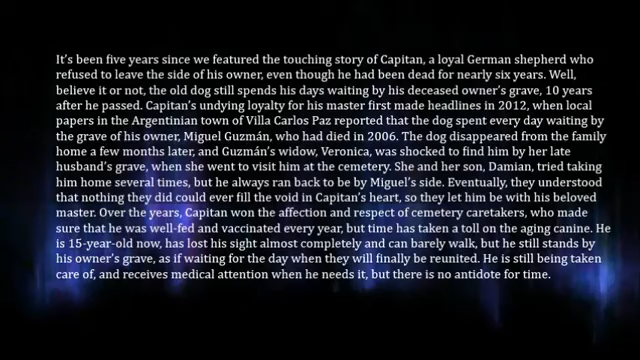 It's been five years since we featured the touching story of Capitan, a loyal German shepherd who
refused to leave the side of his owner, even though he had been dead for nearly six years. Well,
believe it or not, the old dog still spends his days waiting by his deceased owner's grave, 10 years
after he passed. Capitan's undying loyalty for his master first made headlines in 2012, when local
papers in the Argentinian town of Villa Carlos Paz reported that the dog spent every day waiting by
the grave of his owner, Miguel Guzmán, who had died in 2006. The dog disappeared from the family
home a few months later, and Guzmán's widow, Veronica, was shocked to find him by her late
husband's grave, when she went to visit him at the cemetery. She and her son, Damian, tried taking
him home several times, but he always ran back to be by Miguel's side. Eventually, they understood
that nothing they did could ever fill the void in Capitan's heart, so they let him be with his beloved
master. Over the years, Capitan won the affection and respect of cemetery caretakers, who made
sure that he was well-fed and vaccinated every year, but time has taken a toll on the aging canine. He
is 15-year-old now, has lost his sight almost completely and can barely walk, but he still stands by
his owner's grave, as if waiting for the day when they will finally be reunited. He is still being taken
care of, and receives medical attention when he needs it, but there is no antidote for time.